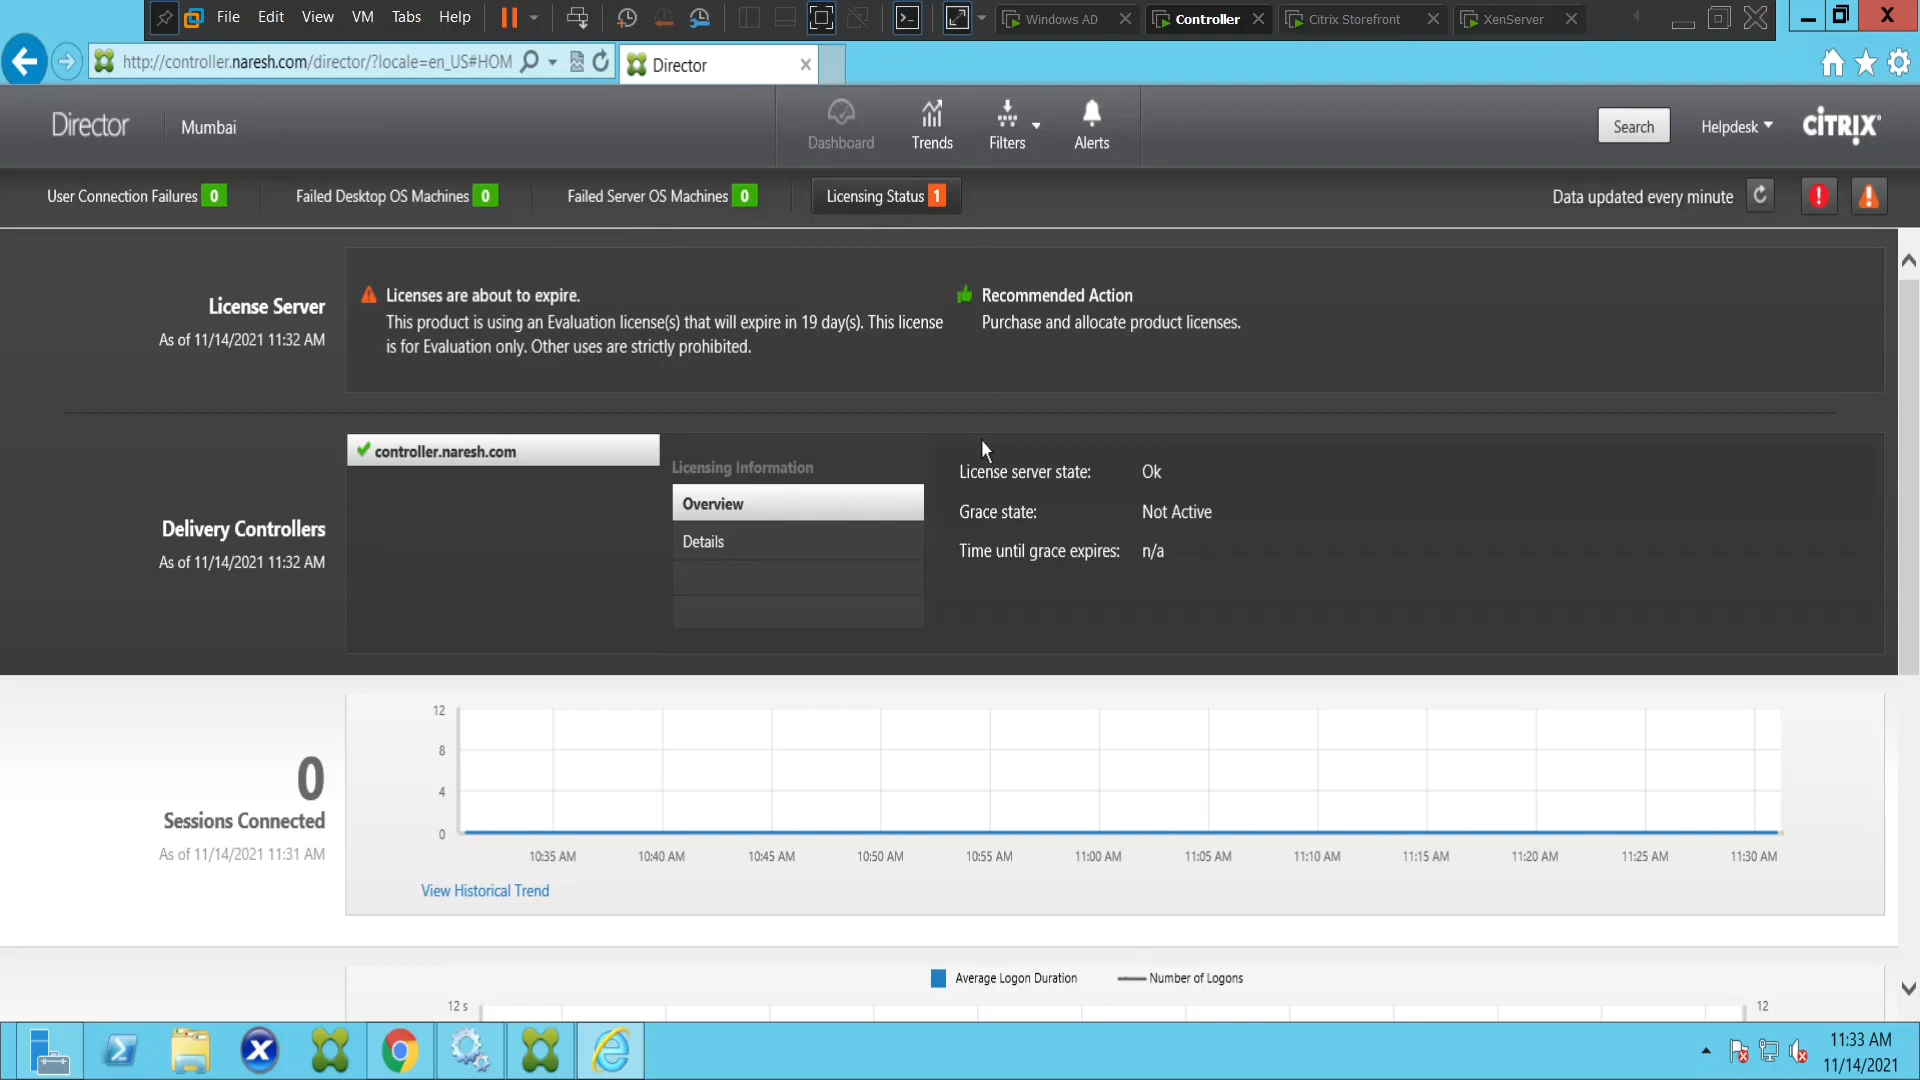 File Edit View VM Tabs Help Windows AD Controller Citrix Storefront XenServer
http://controller.naresh.com/director/?locale=en_US#HOM Director
Director Mumbai Dashboard Trends Filters Alerts Search Helpdesk CİTRIX
User Connection Failures 0 Failed Desktop OS Machines 0 Failed Server OS Machines 0 Licensing Status 1 Data updated every minute
License Server
As of 11/14/2021 11:32 AM
Licenses are about to expire.
This product is using an Evaluation license(s) that will expire in 19 day(s). This license
is for Evaluation only. Other uses are strictly prohibited.
Recommended Action
Purchase and allocate product licenses.
Delivery Controllers
As of 11/14/2021 11:32 AM
controller.naresh.com
Licensing Information
Overview
Details
License server state: Ok
Grace state: Not Active
Time until grace expires: n/a
0
Sessions Connected
As of 11/14/2021 11:31 AM
12
8
4
0
10:35 AM 10:40 AM 10:45 AM 10:50 AM 10:55 AM 11:00 AM 11:05 AM 11:10 AM 11:15 AM 11:20 AM 11:25 AM 11:30 AM
View Historical Trend
Average Logon Duration Number of Logons
12 s 12
11:33 AM
11/14/2021